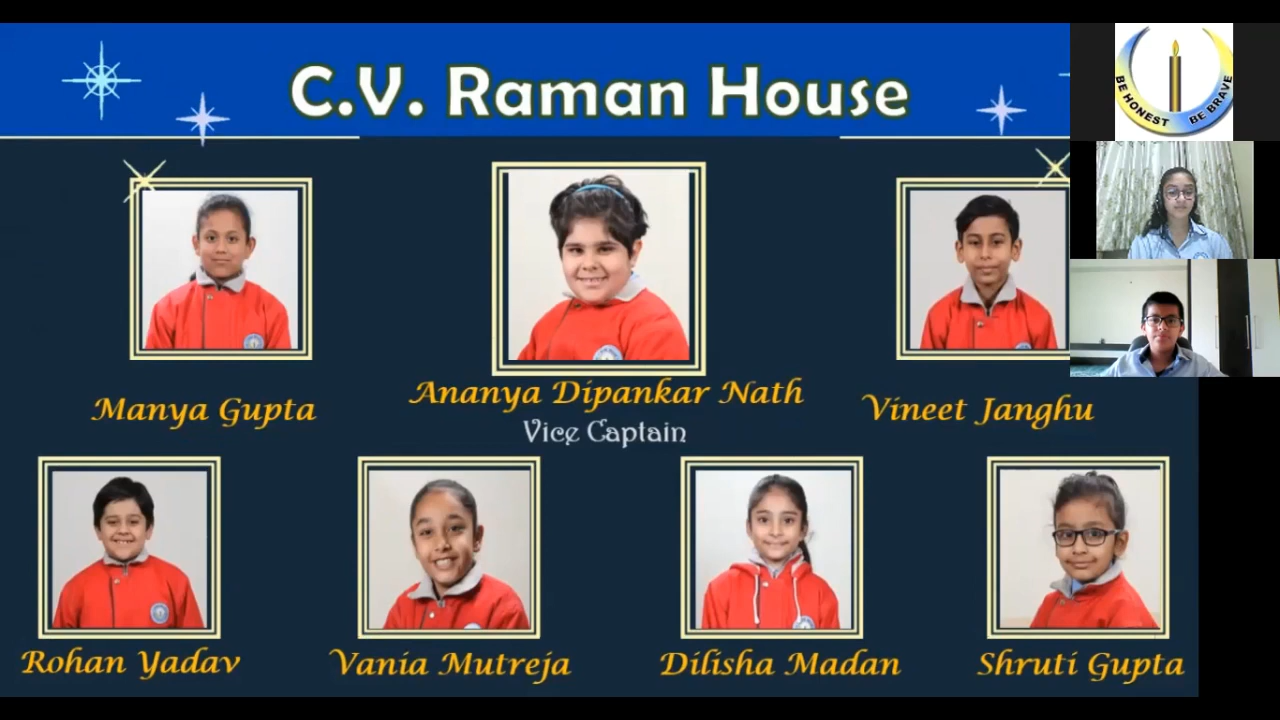 C.V. Raman House
BE HONEST BE BRAVE
Manya Gupta
Ananya Dipankar Nath
Vice Captain
Vineet Janghu
Rohan Yadav
Vania Mutreja
Dilisha Madan
Shruti Gupta